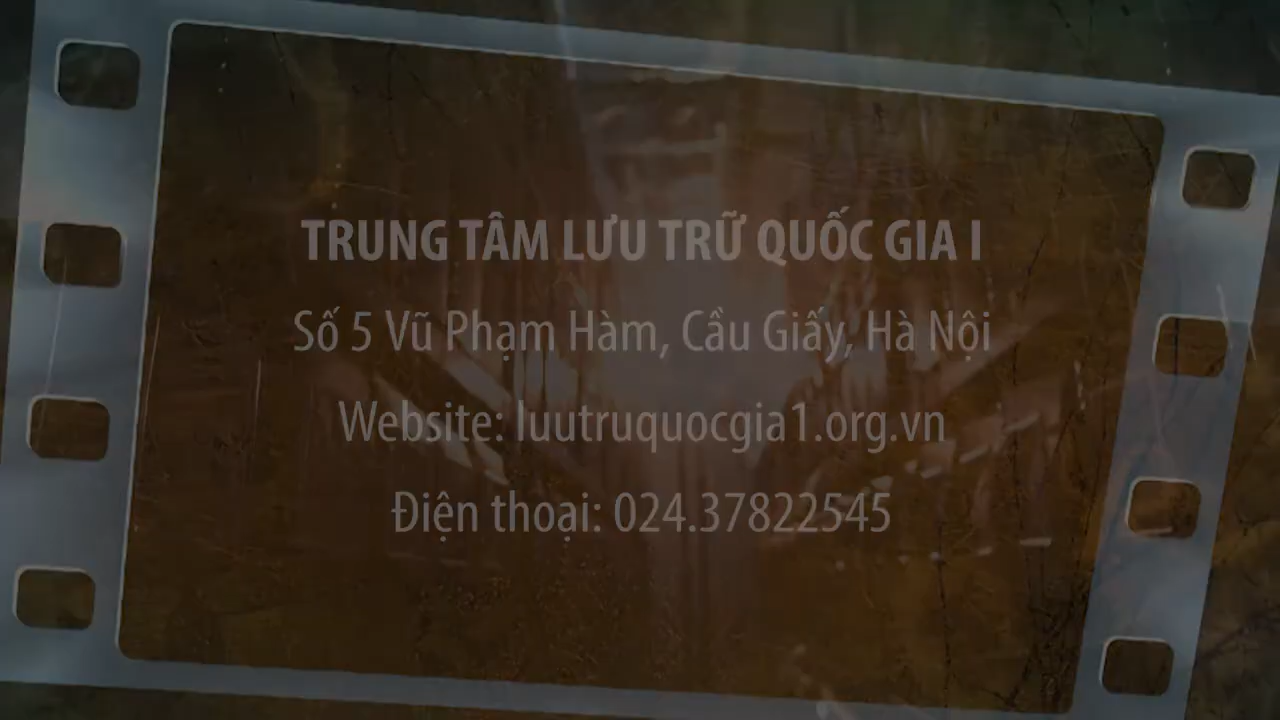 TRUNG TÂM LƯU TRỮ QUỐC GIA I
Số 5 Vũ Phạm Hàm, Cầu Giấy, Hà Nội
Website: luutruquocgia1.org.vn
Điện thoại: 024.37822545